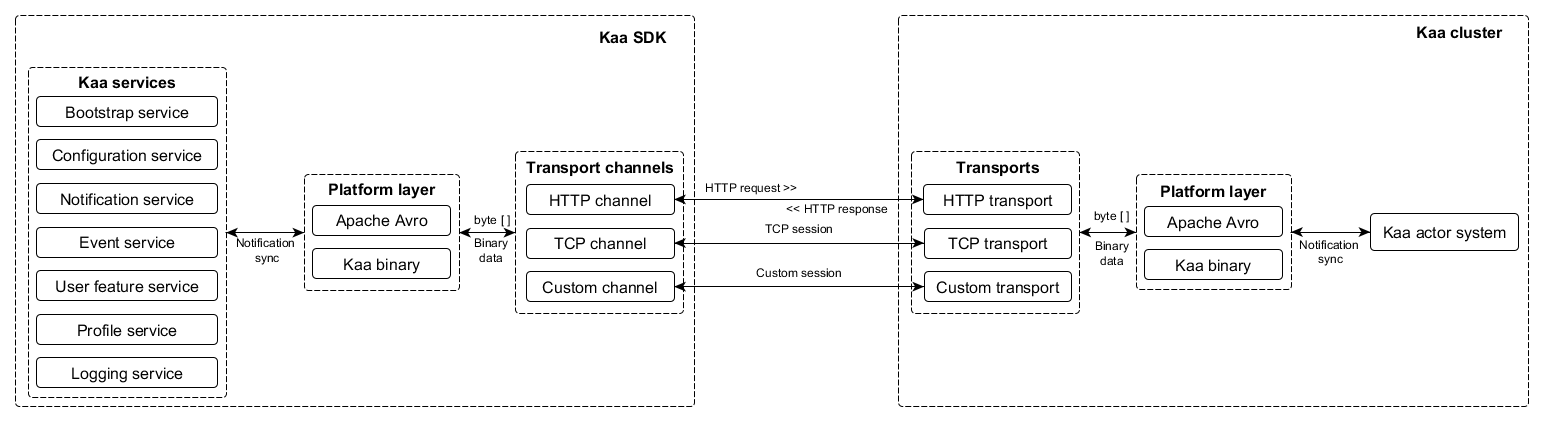 Kaa SDK
Kaa services
Bootstrap service
Configuration service
Notification service
Event service
User feature service
Profile service
Logging service
Notification
sync
Platform layer
Apache Avro
Kaa binary
byte [ ]
Binary
data
Transport channels
HTTP channel
TCP channel
Custom channel
HTTP request >>
<< HTTP response
TCP session
Custom session
Kaa cluster
Transports
HTTP transport
TCP transport
Custom transport
byte [ ]
Binary
data
Platform layer
Apache Avro
Kaa binary
Notification
sync
Kaa actor system